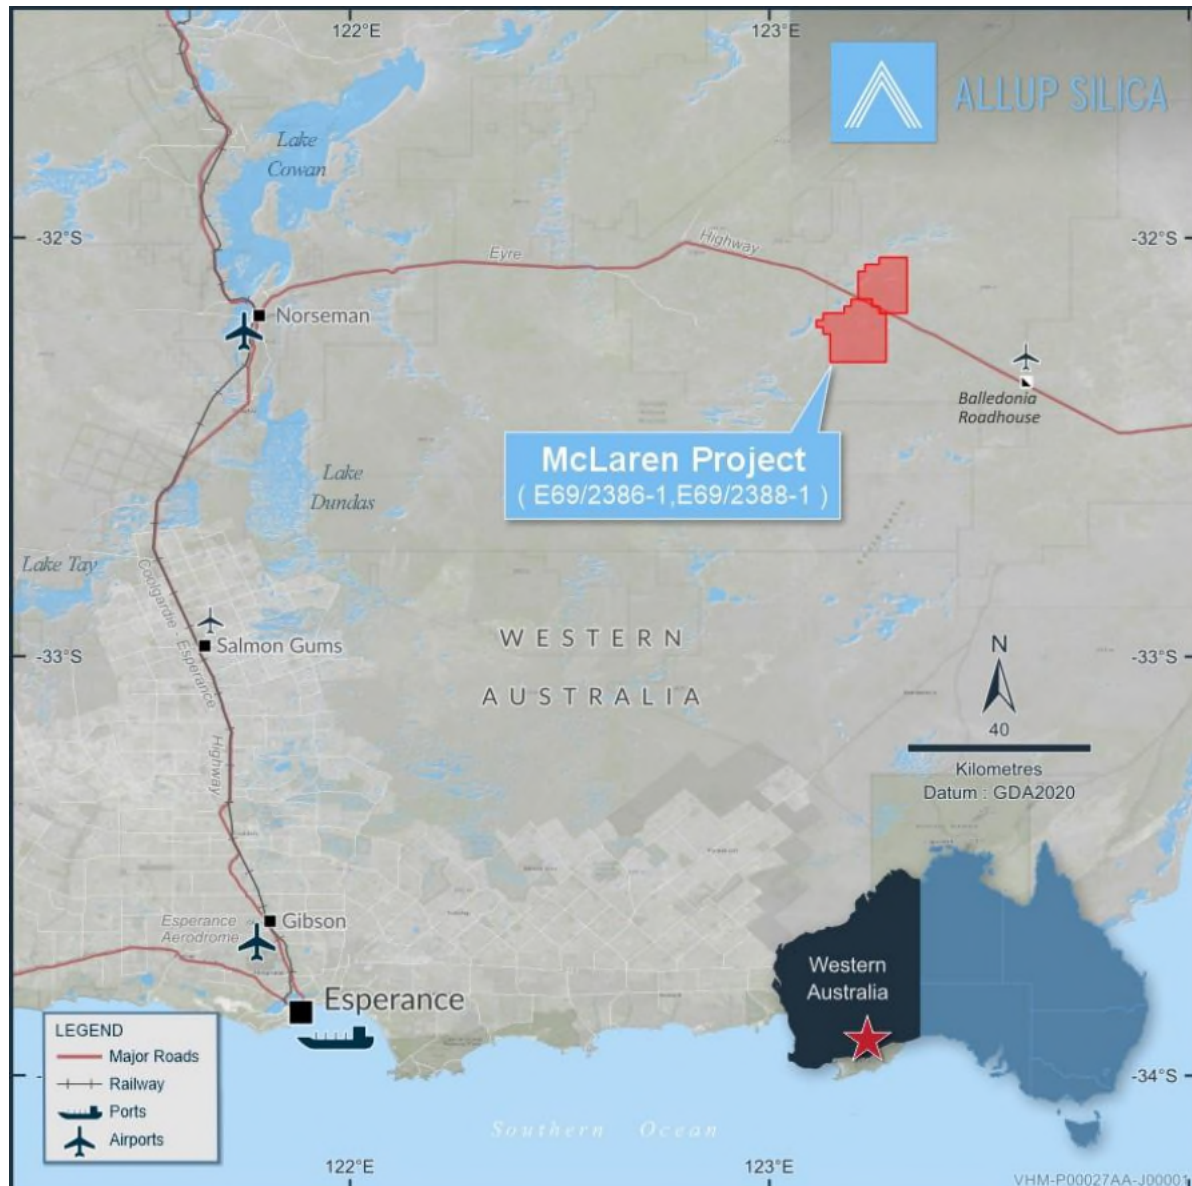 122°E
123°E
ALLUP SILICA
Lake
Cowan
-32°S
-32°S
Eyre
Highway
Norseman
Balledonia
Roadhouse
McLaren Project
( E69/2386-1,E69/2388-1 )
Lake
Dundas
Lake Tay
Coolgardie - Esperance
Highway
Salmon Gums
WESTERN
AUSTRALIA
-33°S
-33°S
N
40
Kilometres
Datum : GDA2020
Esperance
Aerodrome
Gibson
Esperance
Western
Australia
LEGEND
Major Roads
Railway
Ports
Airports
-34°S
Southern Ocean
122°E
123°E
VHM-P00027AA-J00001